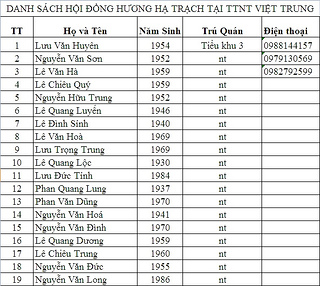 DANH SÁCH HỘI ĐỒNG HƯƠNG HẠ TRẠCH TẠI TTNT VIỆT TRUNG
TT Họ và Tên Năm Sinh Trú Quán Điện thoại
1 Lưu Văn Huyên 1954 Tiểu khu 3 0988144157
2 Nguyễn Văn Sơn 1952 nt 0979130569
3 Lê Văn Hà 1959 nt 0982792599
4 Lê Chiêu Quý 1959 nt
5 Nguyễn Hữu Trung 1952 nt
6 Lê Quang Luyến 1946 nt
7 Lê Đình Sính 1940 nt
8 Lê Văn Hoà 1969 nt
9 Lưu Trọng Trung 1969 nt
10 Lê Quang Lộc 1930 nt
11 Lưu Đức Tính 1984 nt
12 Phan Quang Lung 1937 nt
13 Phan Văn Dũng 1970 nt
14 Nguyễn Văn Hoá 1941 nt
15 Nguyễn Văn Đình 1970 nt
16 Lê Quang Dương 1959 nt
17 Lê Chiêu Trung 1960 nt
18 Nguyễn Văn Đức 1955 nt
19 Nguyễn Văn Long 1986 nt